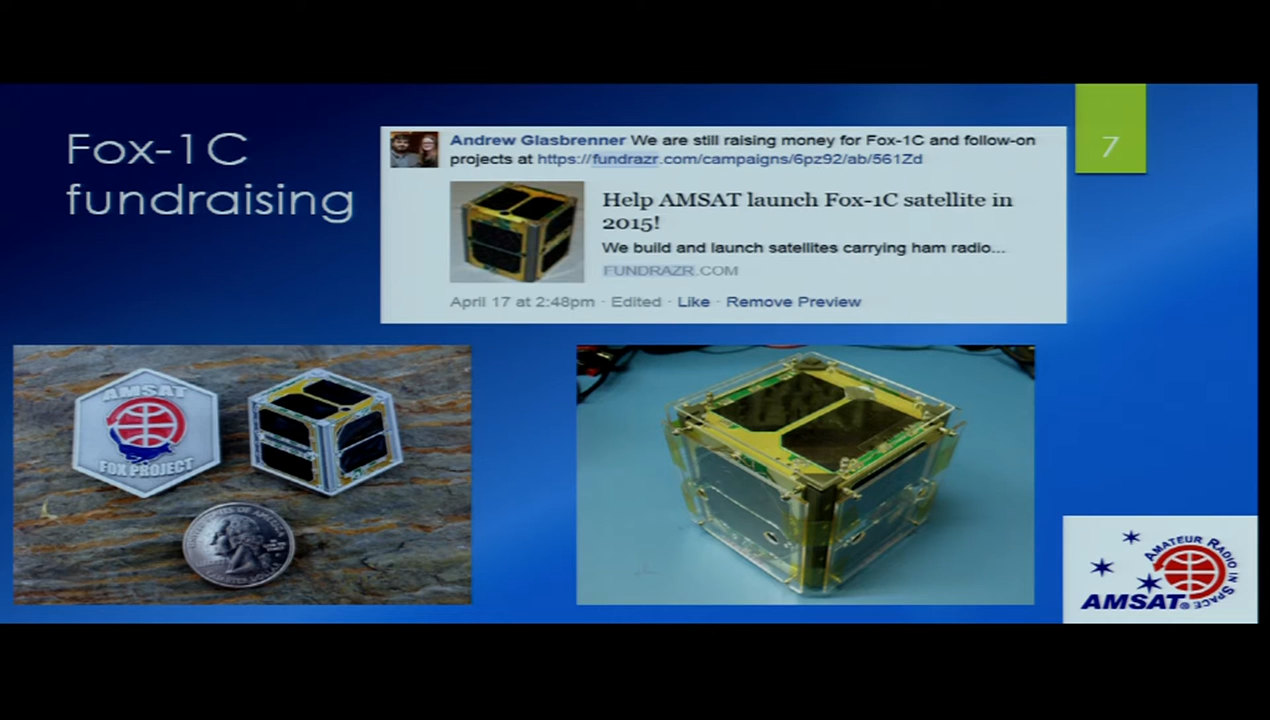 Fox-1C
fundraising
Andrew Glasbrenner We are still raising money for Fox-1C and follow-on
projects at https://fundrazr.com/campaigns/6pz92/ab/561Zd
Help AMSAT launch Fox-1C satellite in
2015!
We build and launch satellites carrying ham radio...
FUNDRAZR.COM
April 17 at 2:48pm · Edited · Like · Remove Preview
7
AMSAT
FOX PROJECT
AMATEUR RADIO IN SPACE
AMSAT®